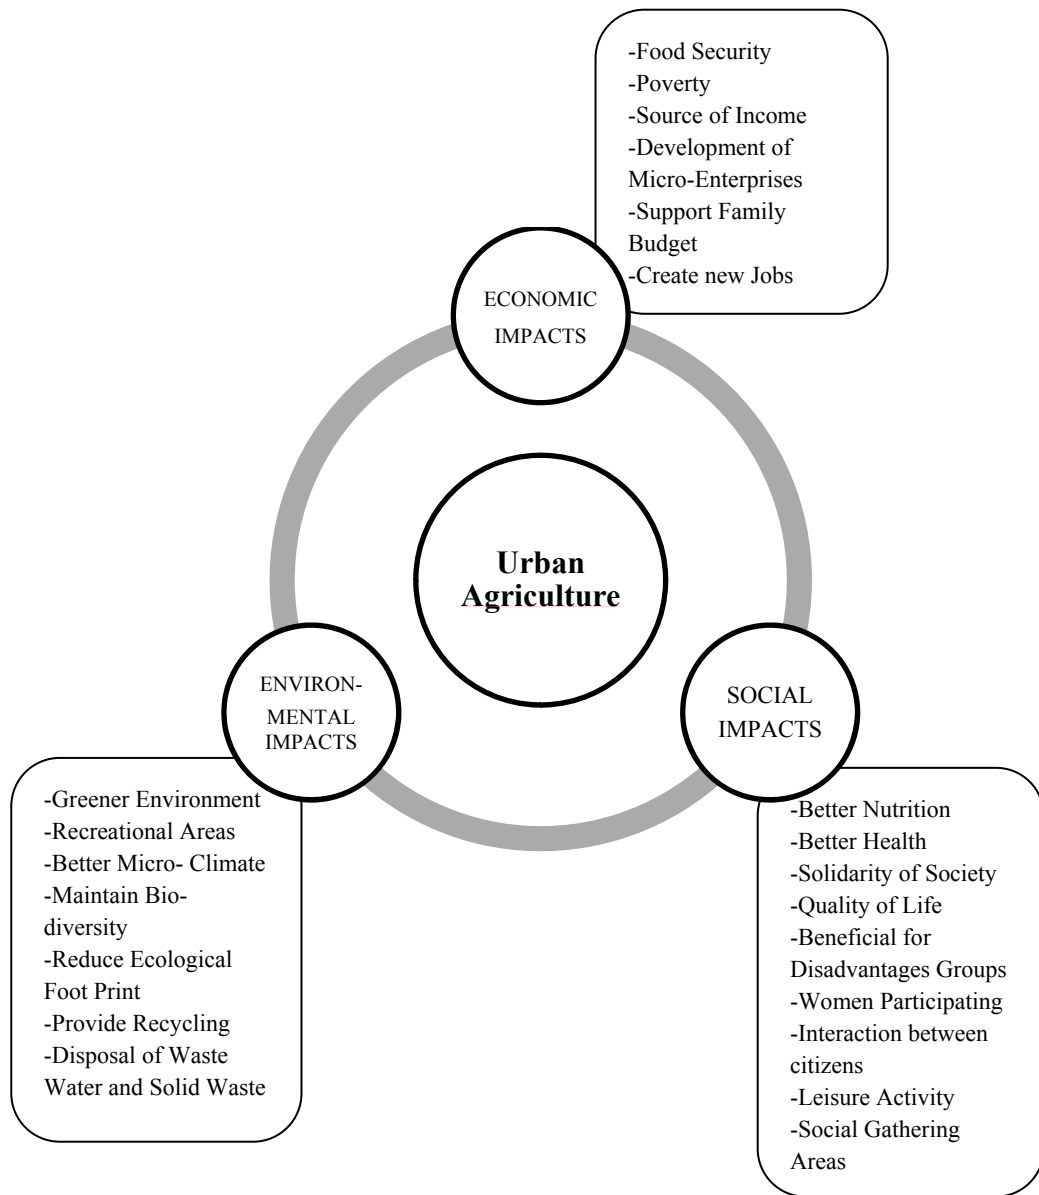 -Food Security
-Poverty
-Source of Income
-Development of
Micro-Enterprises
-Support Family
Budget
-Create new Jobs
ECONOMIC
IMPACTS
Urban
Agriculture
ENVIRON-
MENTAL
IMPACTS
SOCIAL
IMPACTS
-Greener Environment
-Recreational Areas
-Better Micro- Climate
-Maintain Bio-
diversity
-Reduce Ecological
Foot Print
-Provide Recycling
-Disposal of Waste
Water and Solid Waste
-Better Nutrition
-Better Health
-Solidarity of Society
-Quality of Life
-Beneficial for
Disadvantages Groups
-Women Participating
-Interaction between
citizens
-Leisure Activity
-Social Gathering
Areas